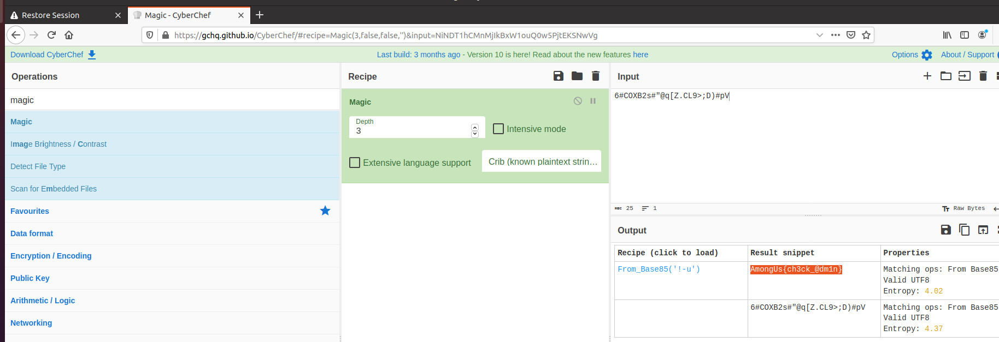 Restore Session
Magic - CyberChef
https://gchq.github.io/CyberChef/#recipe=Magic(3,false,false,'')&input=NiNDT1hCMnMjIkBxW1ouQ0w5PjtEKSNwVg
Download CyberChef
Last build: 3 months ago - Version 10 is here! Read about the new features here
Options
About / Support
Operations
Recipe
Input
magic
Magic
Image Brightness / Contrast
Detect File Type
Scan for Embedded Files
Favourites
Data format
Encryption / Encoding
Public Key
Arithmetic / Logic
Networking
Magic
Depth
3
Intensive mode
Extensive language support
Crib (known plaintext strin…
6#COXB2s#"@q[Z.CL9>;D)#pV
ABC 25
1
Raw Bytes
Output
Recipe (click to load)
Result snippet
Properties
From_Base85('!-u')
AmongUs{ch3ck_@dm1n}
Matching ops: From Base85
Valid UTF8
Entropy: 4.02
6#COXB2s#"@q[Z.CL9>;D)#pV
Matching ops: From Base85
Valid UTF8
Entropy: 4.37